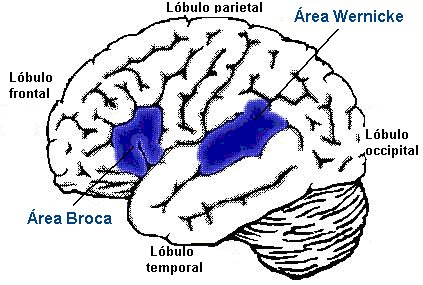 Lóbulo parietal
Área Wernicke
Lóbulo
frontal
Lóbulo
occipital
Área Broca
Lóbulo
temporal